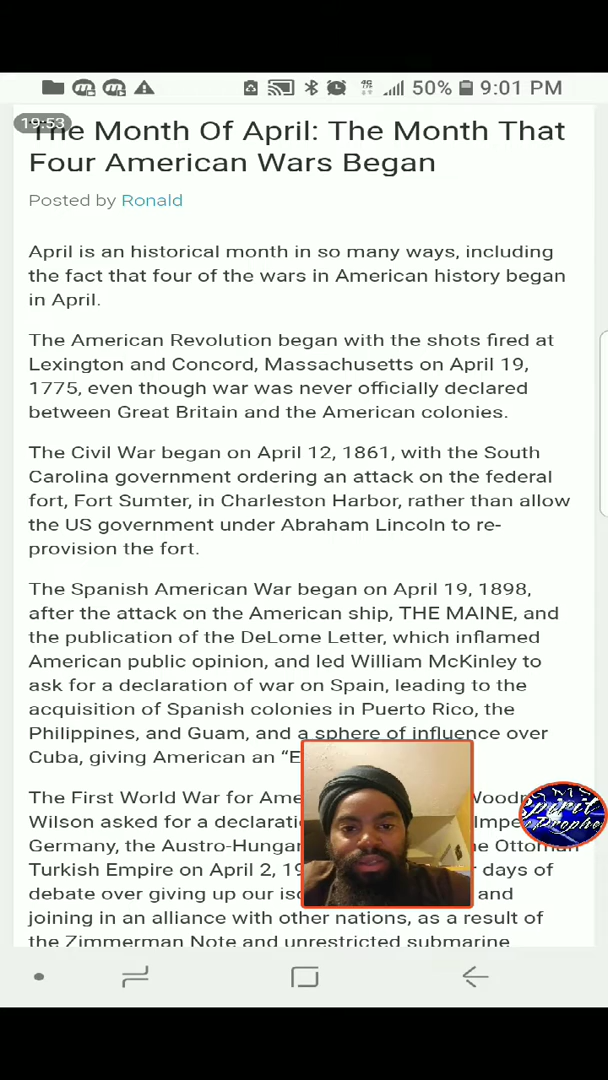 50% 9:01 PM
19:53
The Month Of April: The Month That
Four American Wars Began
Posted by Ronald
April is an historical month in so many ways, including
the fact that four of the wars in American history began
in April.
The American Revolution began with the shots fired at
Lexington and Concord, Massachusetts on April 19,
1775, even though war was never officially declared
between Great Britain and the American colonies.
The Civil War began on April 12, 1861, with the South
Carolina government ordering an attack on the federal
fort, Fort Sumter, in Charleston Harbor, rather than allow
the US government under Abraham Lincoln to re-
provision the fort.
The Spanish American War began on April 19, 1898,
after the attack on the American ship, THE MAINE, and
the publication of the DeLome Letter, which inflamed
American public opinion, and led William McKinley to
ask for a declaration of war on Spain, leading to the
acquisition of Spanish colonies in Puerto Rico, the
Philippines, and Guam, and a sphere of influence over
Cuba, giving American an “E
The First World War for Ame
Wilson asked for a declaratio
Germany, the Austro-Hungar Ottoman
Turkish Empire on April 2, 19 days of
debate over giving up our iso and
joining in an alliance with other nations, as a result of
the Zimmerman Note and unrestricted submarine
Spirit